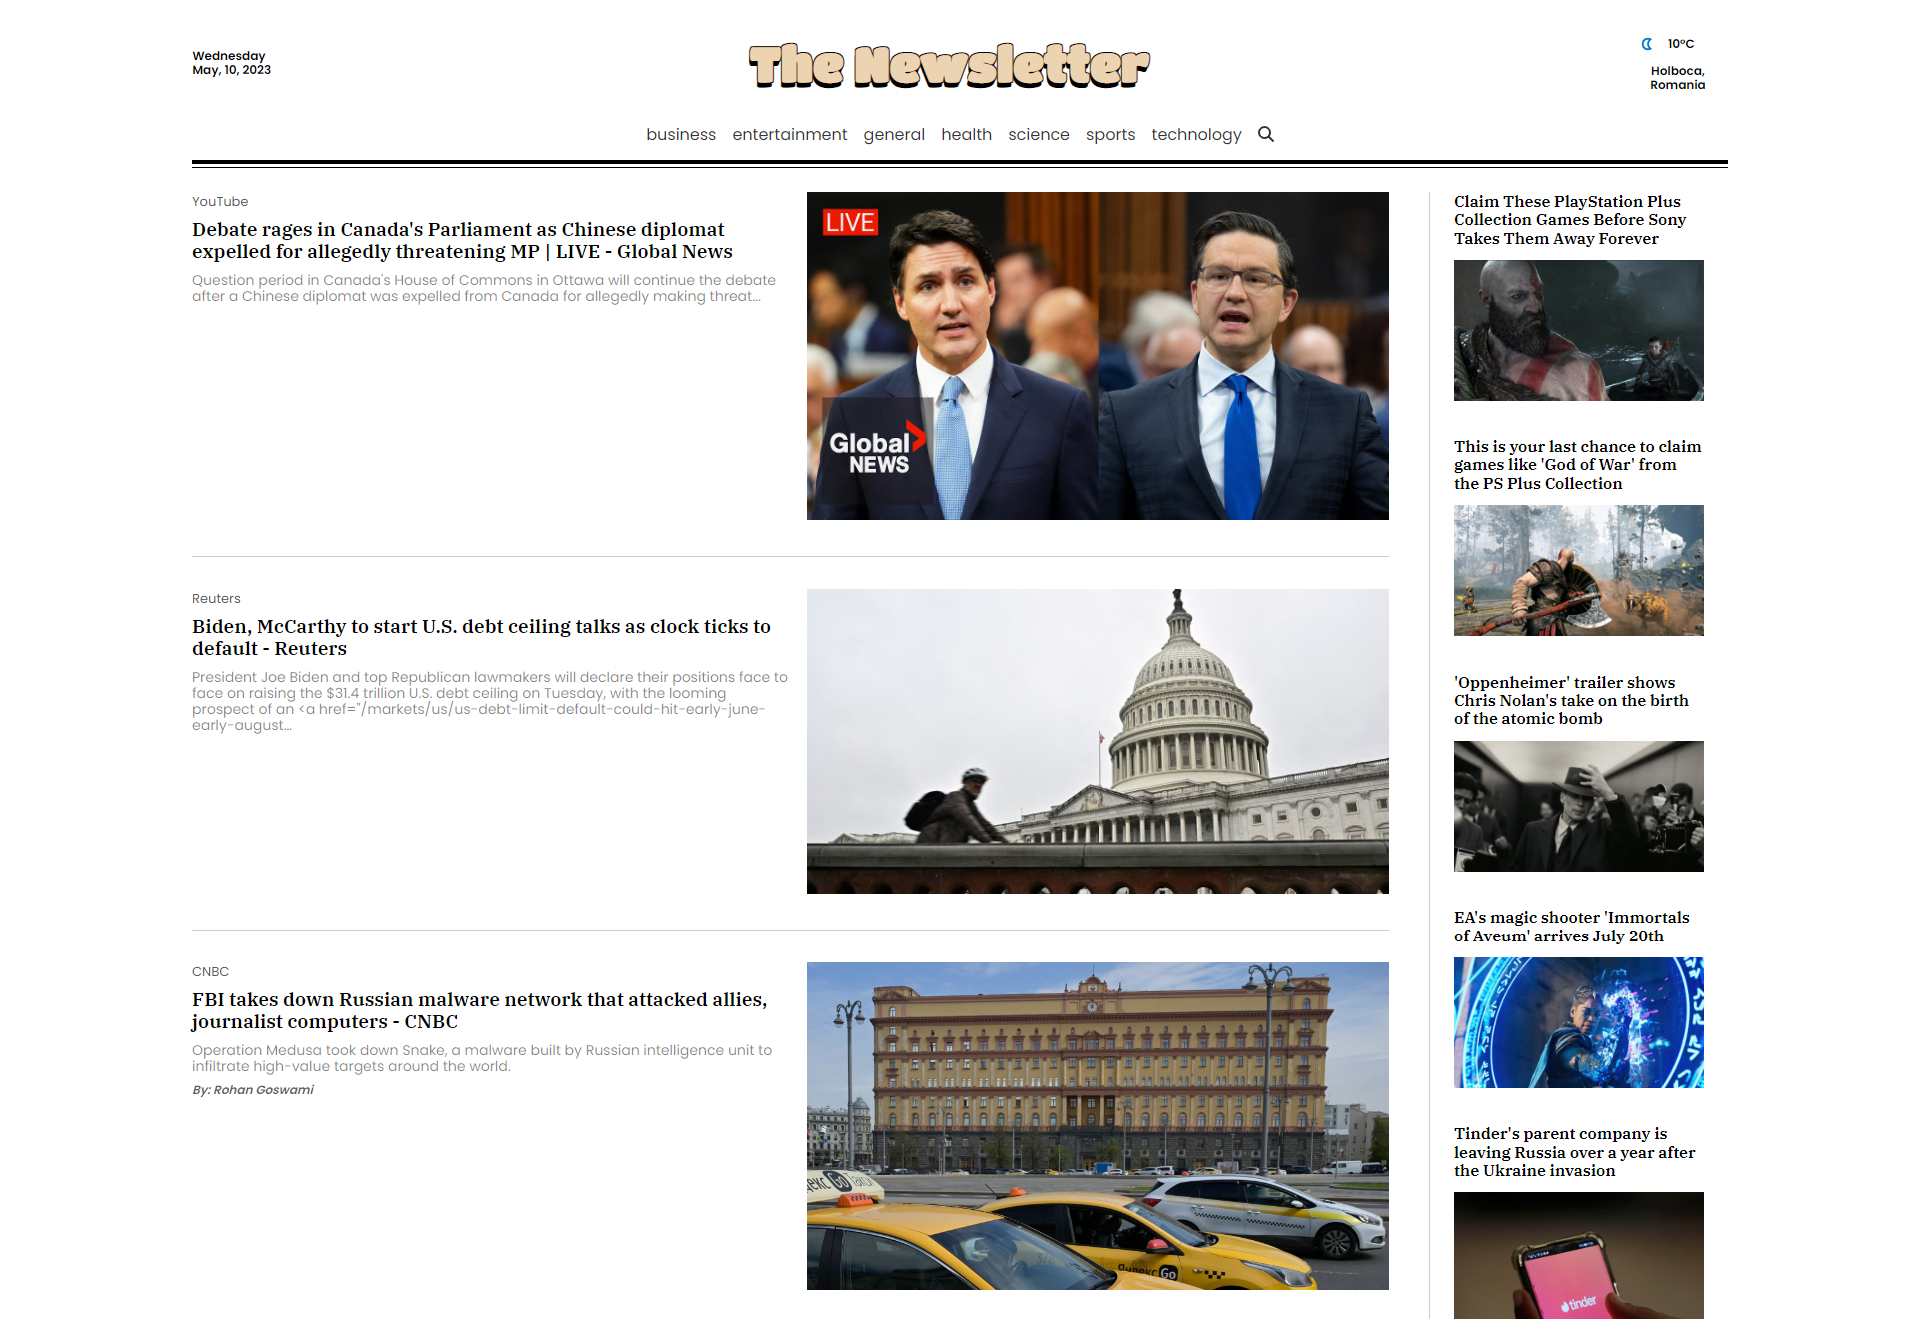 Wednesday
May, 10, 2023
The Newsletter
10°C
Holboca,
Romania
business entertainment general health science sports technology
YouTube
Debate rages in Canada's Parliament as Chinese diplomat
expelled for allegedly threatening MP | LIVE - Global News
Question period in Canada's House of Commons in Ottawa will continue the debate
after a Chinese diplomat was expelled from Canada for allegedly making threat...
LIVE
Global
NEWS
Reuters
Biden, McCarthy to start U.S. debt ceiling talks as clock ticks to
default - Reuters
President Joe Biden and top Republican lawmakers will declare their positions face to
face on raising the $31.4 trillion U.S. debt ceiling on Tuesday, with the looming
prospect of an <a href="/markets/us/us-debt-limit-default-could-hit-early-june-
early-august...
CNBC
FBI takes down Russian malware network that attacked allies,
journalist computers - CNBC
Operation Medusa took down Snake, a malware built by Russian intelligence unit to
infiltrate high-value targets around the world.
By: Rohan Goswami
Go
Яндекс Go
Claim These PlayStation Plus
Collection Games Before Sony
Takes Them Away Forever
This is your last chance to claim
games like 'God of War' from
the PS Plus Collection
'Oppenheimer' trailer shows
Chris Nolan's take on the birth
of the atomic bomb
EA's magic shooter 'Immortals
of Aveum' arrives July 20th
Tinder's parent company is
leaving Russia over a year after
the Ukraine invasion
tinder